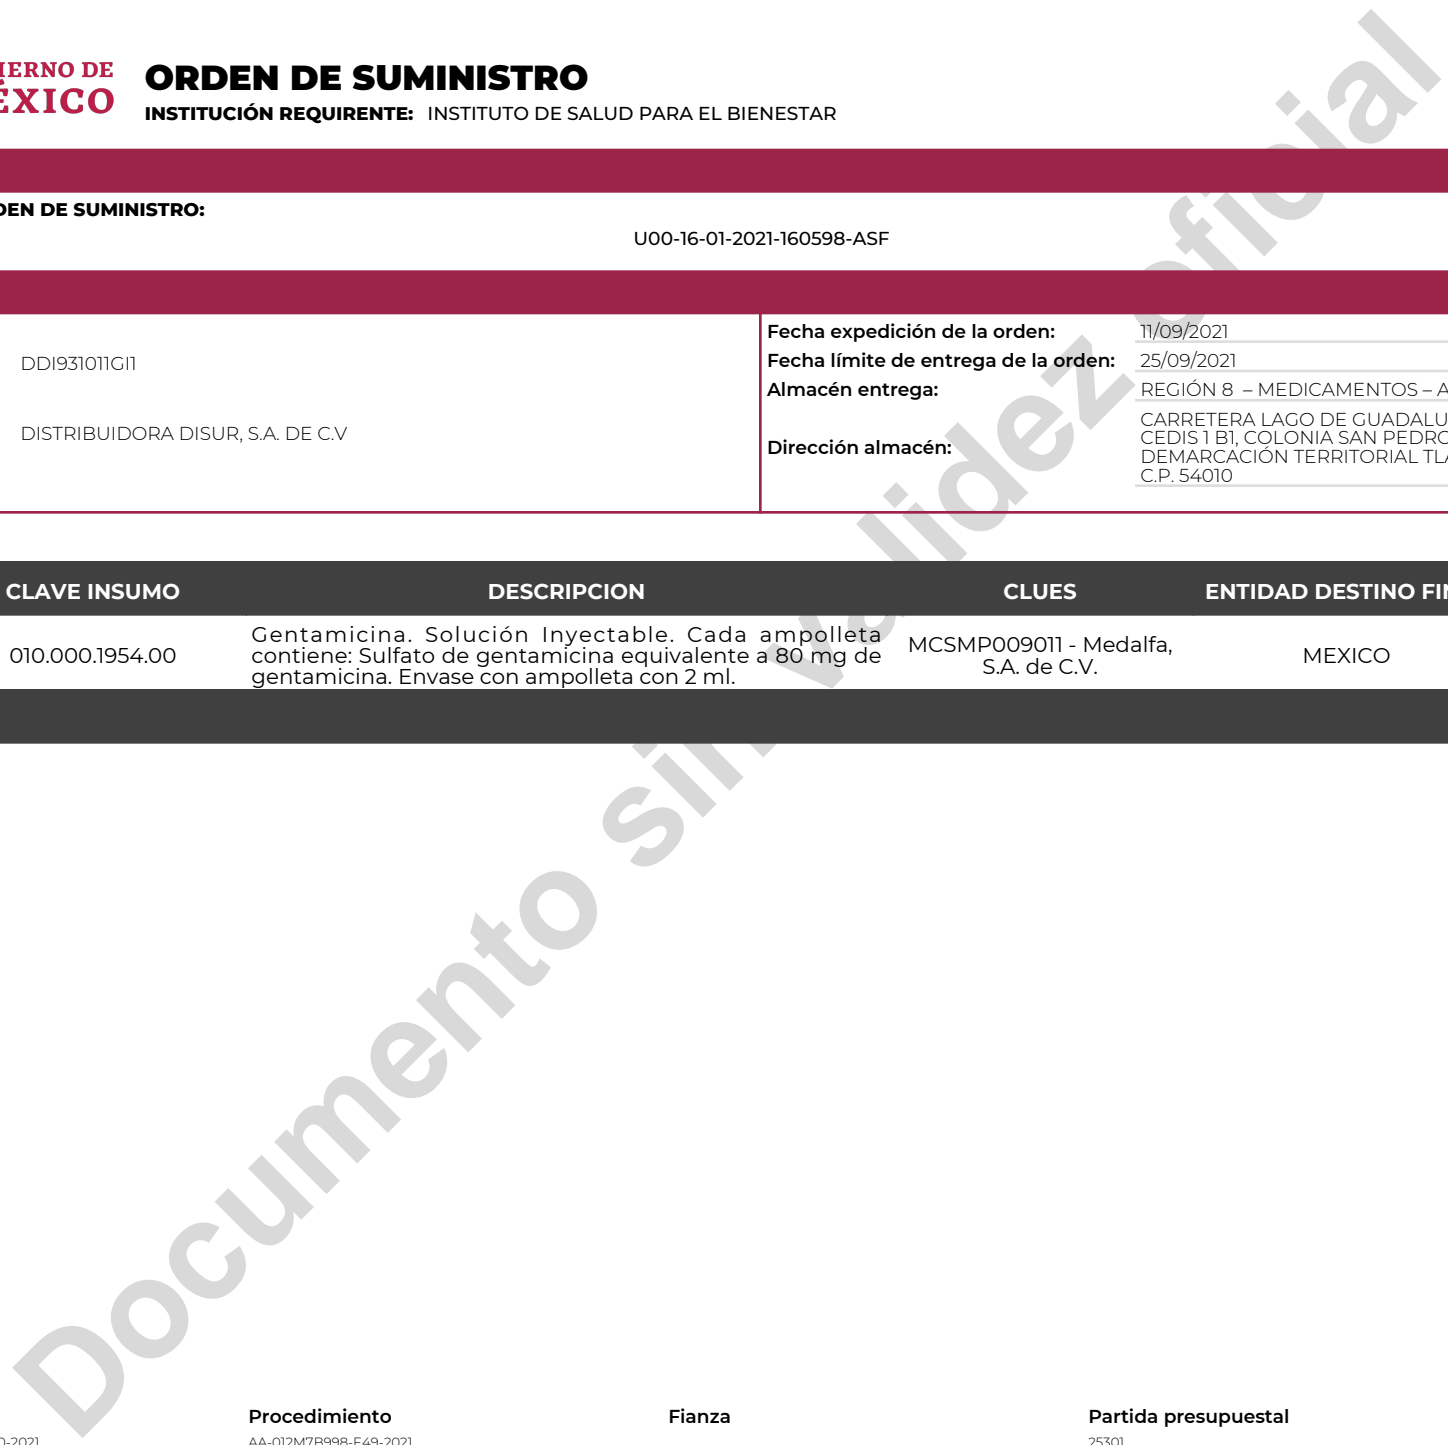 IERNO DE
ÉXICO
ORDEN DE SUMINISTRO
INSTITUCIÓN REQUIRENTE: INSTITUTO DE SALUD PARA EL BIENESTAR
DEN DE SUMINISTRO:
U00-16-01-2021-160598-ASF
DDI931011GI1
DISTRIBUIDORA DISUR, S.A. DE C.V
Fecha expedición de la orden: 11/09/2021
Fecha límite de entrega de la orden: 25/09/2021
Almacén entrega: REGIÓN 8 – MEDICAMENTOS – A
Dirección almacén:
CARRETERA LAGO DE GUADALU
CEDIS 1 B1, COLONIA SAN PEDRO
DEMARCACIÓN TERRITORIAL TLA
C.P. 54010
CLAVE INSUMO DESCRIPCION CLUES ENTIDAD DESTINO FIN
010.000.1954.00
Gentamicina. Solución Inyectable. Cada ampolleta
contiene: Sulfato de gentamicina equivalente a 80 mg de
gentamicina. Envase con ampolleta con 2 ml.
MCSMP009011 - Medalfa,
S.A. de C.V.
MEXICO
Documento sin validez oficial
Procedimiento Fianza Partida presupuestal
0-2021 AA-012M7B998-E49-2021 25301